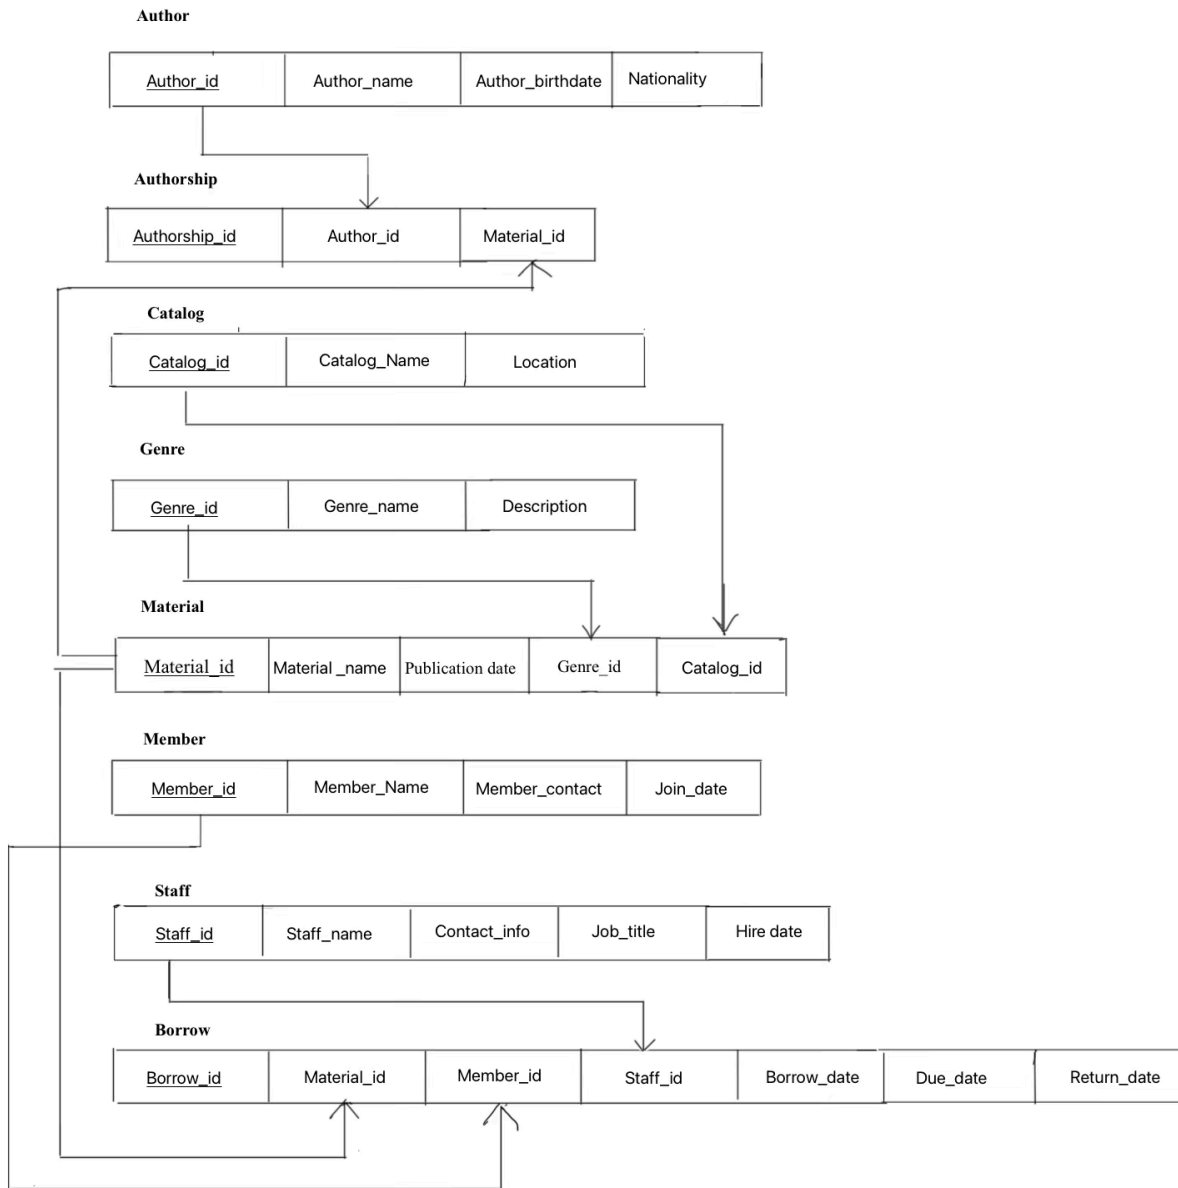 Author
Author_id Author_name Author_birthdate Nationality
Authorship
Authorship_id Author_id Material_id
Catalog
Catalog_id Catalog_Name Location
Genre
Genre_id Genre_name Description
Material
Material_id Material _name Publication date Genre_id Catalog_id
Member
Member_id Member_Name Member_contact Join_date
Staff
Staff_id Staff_name Contact_info Job_title Hire date
Borrow
Borrow_id Material_id Member_id Staff_id Borrow_date Due_date Return_date